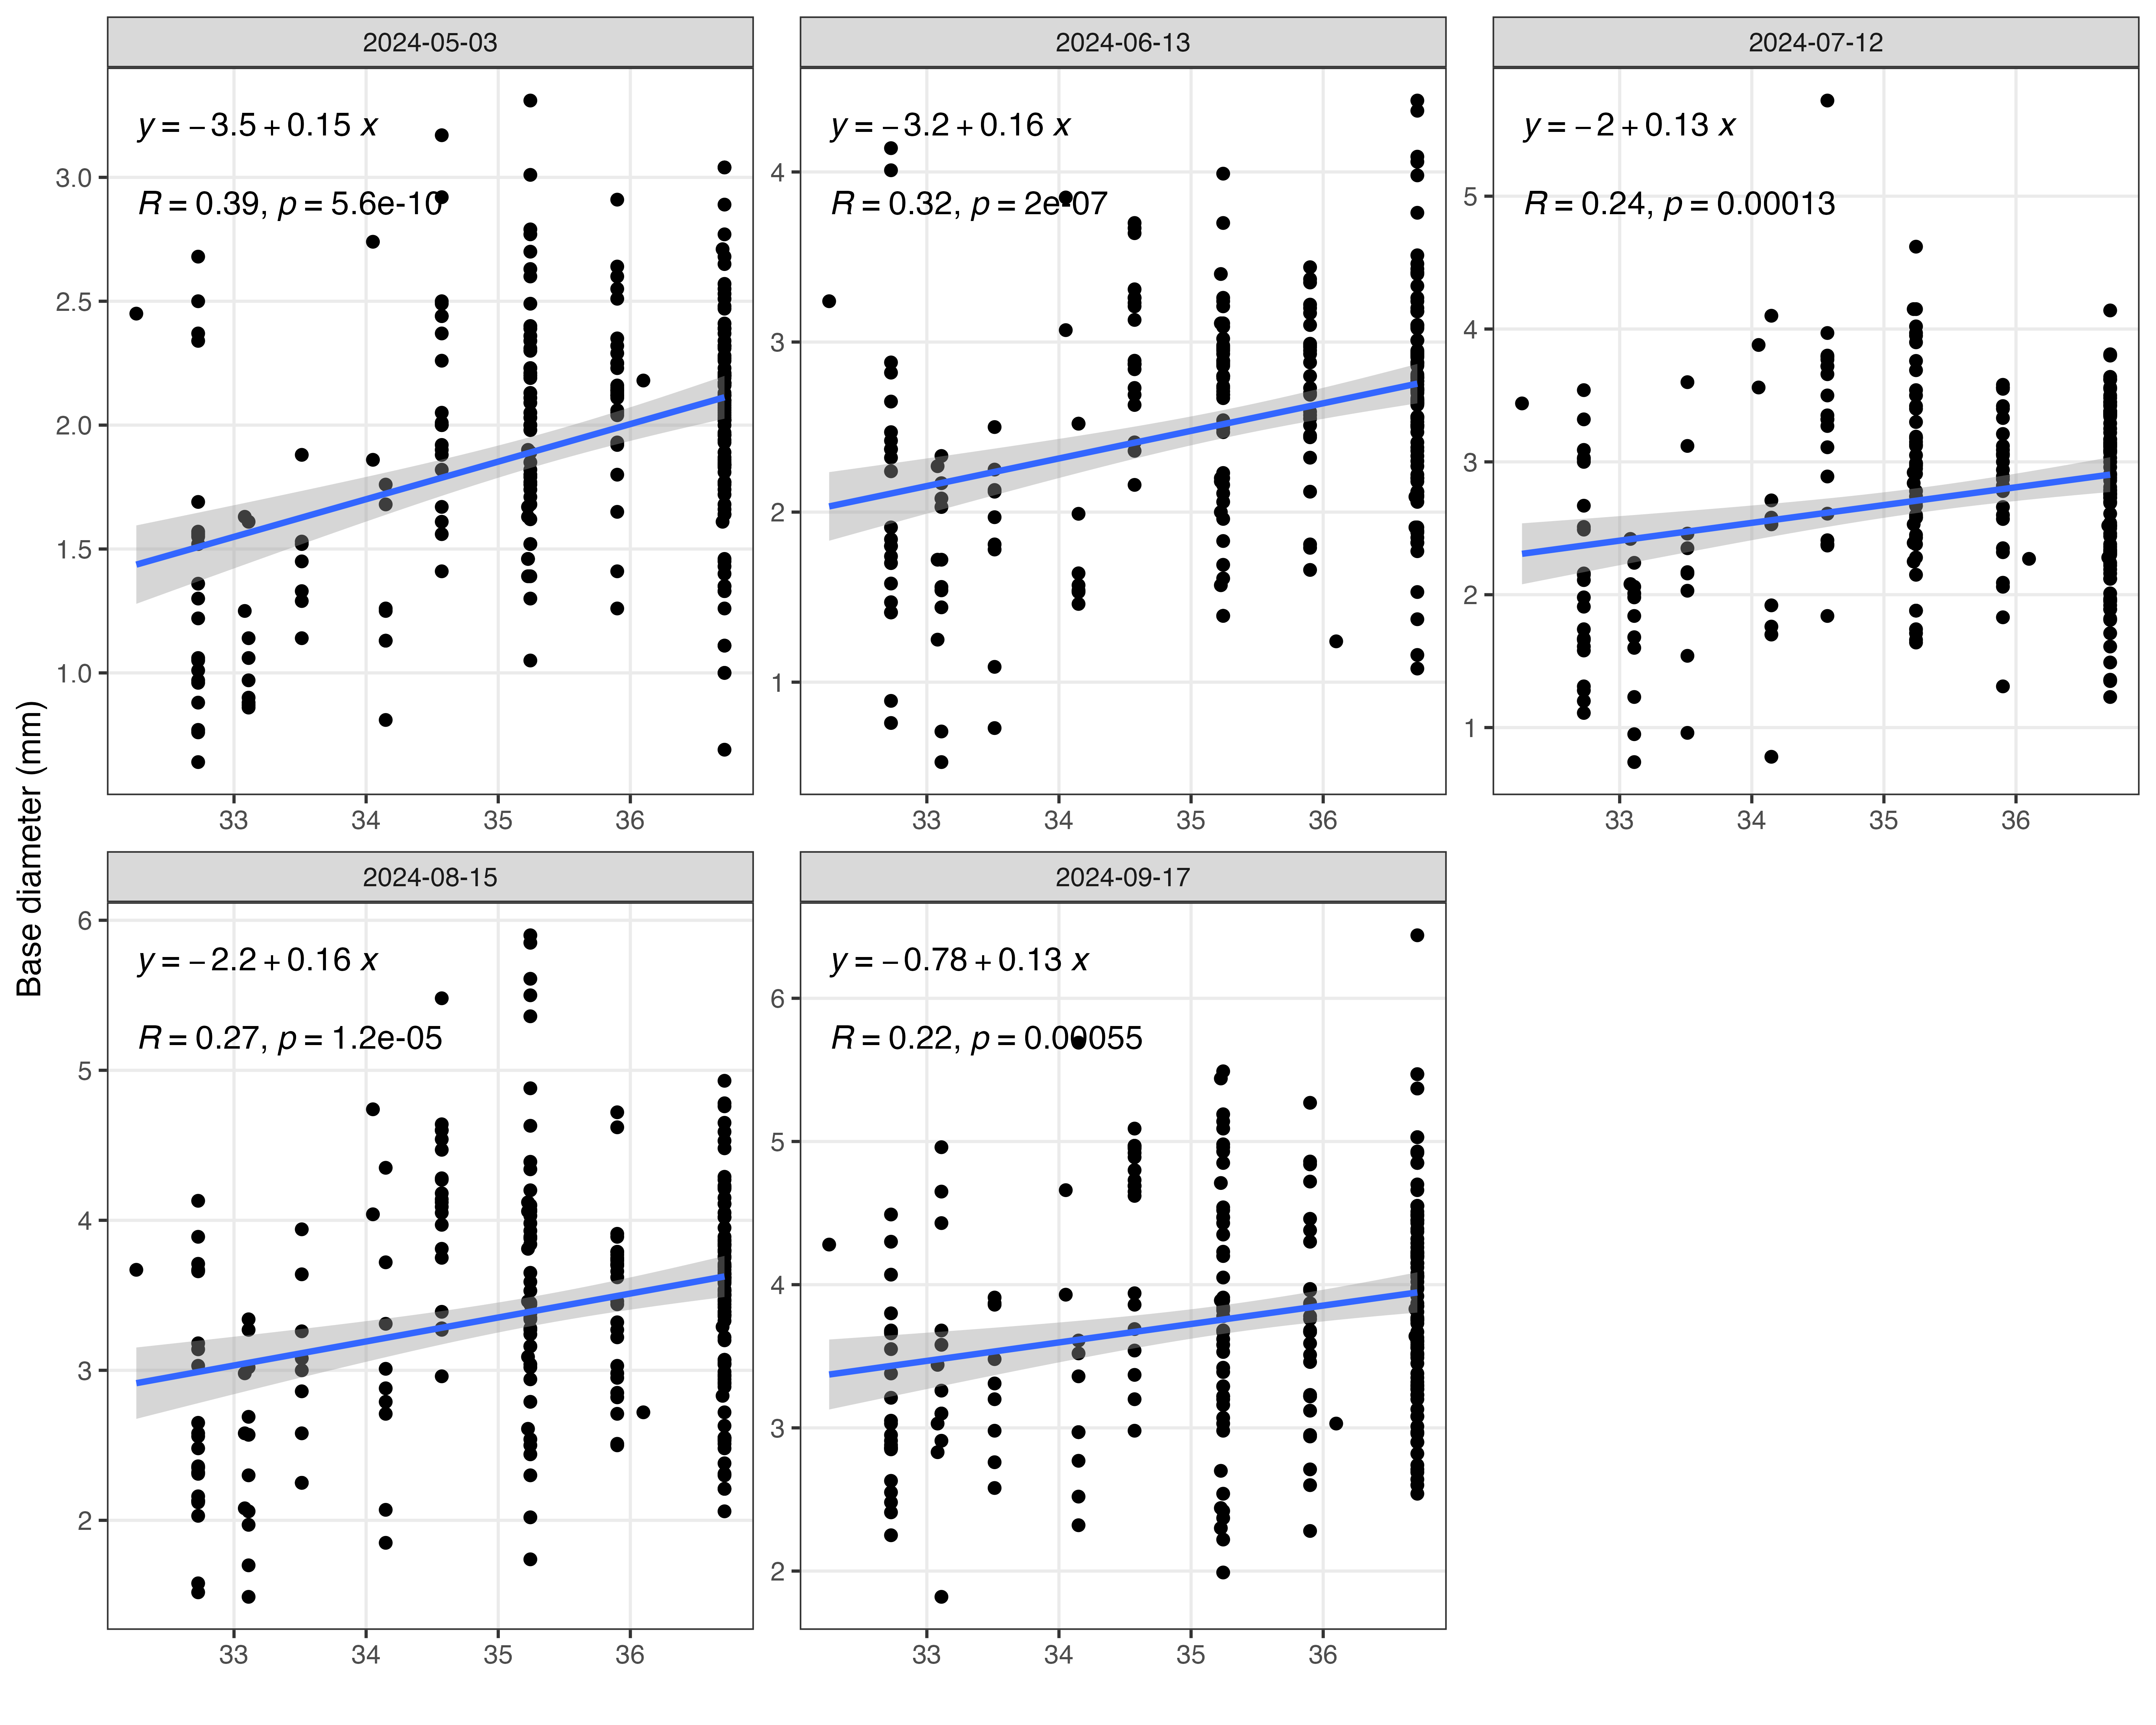 Base diameter (mm)
2024-05-03
y = −3.5 + 0.15 x
R = 0.39, p = 5.6e-10
3.0
2.5
2.0
1.5
1.0
33 34 35 36
2024-06-13
y = −3.2 + 0.16 x
R = 0.32, p = 2e-07
4
3
2
1
33 34 35 36
2024-07-12
y = −2 + 0.13 x
R = 0.24, p = 0.00013
5
4
3
2
1
33 34 35 36
2024-08-15
y = −2.2 + 0.16 x
R = 0.27, p = 1.2e-05
6
5
4
3
2
33 34 35 36
2024-09-17
y = −0.78 + 0.13 x
R = 0.22, p = 0.00055
6
5
4
3
2
33 34 35 36